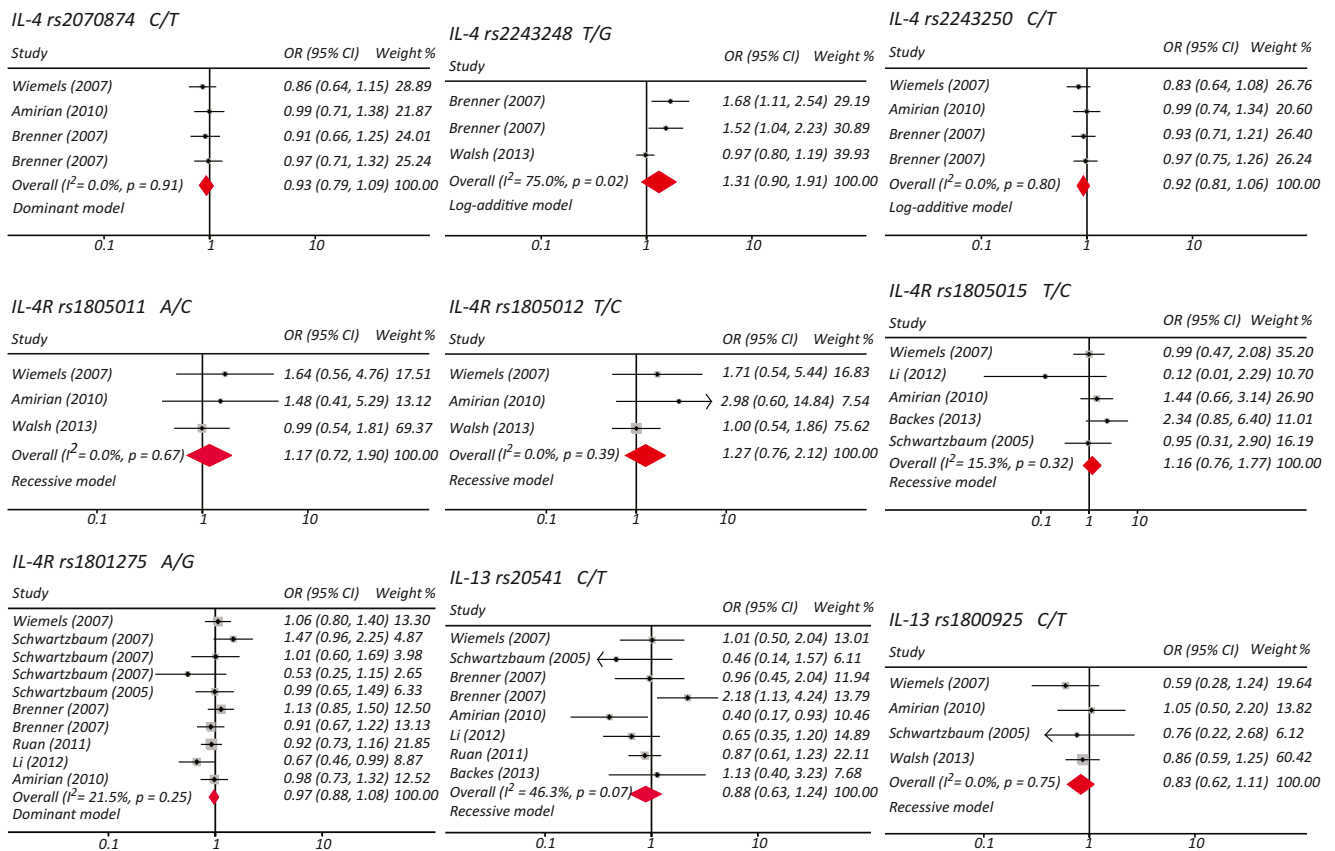 IL-4 rs2070874 C/T
Study OR (95% CI) Weight %
Wiemels (2007) 0.86 (0.64, 1.15) 28.89
Amirian (2010) 0.99 (0.71, 1.38) 21.87
Brenner (2007) 0.91 (0.66, 1.25) 24.01
Brenner (2007) 0.97 (0.71, 1.32) 25.24
Overall (I²= 0.0%, p = 0.91) 0.93 (0.79, 1.09) 100.00
Dominant model
0.1 1 10
IL-4 rs2243248 T/G
Study OR (95% CI) Weight %
Brenner (2007) 1.68 (1.11, 2.54) 29.19
Brenner (2007) 1.52 (1.04, 2.23) 30.89
Walsh (2013) 0.97 (0.80, 1.19) 39.93
Overall (I²= 75.0%, p = 0.02) 1.31 (0.90, 1.91) 100.00
Log-additive model
0.1 1 10
IL-4 rs2243250 C/T
Study OR (95% CI) Weight %
Wiemels (2007) 0.83 (0.64, 1.08) 26.76
Amirian (2010) 0.99 (0.74, 1.34) 20.60
Brenner (2007) 0.93 (0.71, 1.21) 26.40
Brenner (2007) 0.97 (0.75, 1.26) 26.24
Overall (I²= 0.0%, p = 0.80) 0.92 (0.81, 1.06) 100.00
Log-additive model
0.1 1 10
IL-4R rs1805011 A/C
Study OR (95% CI) Weight %
Wiemels (2007) 1.64 (0.56, 4.76) 17.51
Amirian (2010) 1.48 (0.41, 5.29) 13.12
Walsh (2013) 0.99 (0.54, 1.81) 69.37
Overall (I²= 0.0%, p = 0.67) 1.17 (0.72, 1.90) 100.00
Recessive model
0.1 1 10
IL-4R rs1805012 T/C
Study OR (95% CI) Weight %
Wiemels (2007) 1.71 (0.54, 5.44) 16.83
Amirian (2010) 2.98 (0.60, 14.84) 7.54
Walsh (2013) 1.00 (0.54, 1.86) 75.62
Overall (I²= 0.0%, p = 0.39) 1.27 (0.76, 2.12) 100.00
Recessive model
0.1 1 10
IL-4R rs1805015 T/C
Study OR (95% CI) Weight %
Wiemels (2007) 0.99 (0.47, 2.08) 35.20
Li (2012) 0.12 (0.01, 2.29) 10.70
Amirian (2010) 1.44 (0.66, 3.14) 26.90
Backes (2013) 2.34 (0.85, 6.40) 11.01
Schwartzbaum (2005) 0.95 (0.31, 2.90) 16.19
Overall (I²= 15.3%, p = 0.32) 1.16 (0.76, 1.77) 100.00
Recessive model
0.1 1 10
IL-4R rs1801275 A/G
Study OR (95% CI) Weight %
Wiemels (2007) 1.06 (0.80, 1.40) 13.30
Schwartzbaum (2007) 1.47 (0.96, 2.25) 4.87
Schwartzbaum (2007) 1.01 (0.60, 1.69) 3.98
Schwartzbaum (2007) 0.53 (0.25, 1.15) 2.65
Schwartzbaum (2005) 0.99 (0.65, 1.49) 6.33
Brenner (2007) 1.13 (0.85, 1.50) 12.50
Brenner (2007) 0.91 (0.67, 1.22) 13.13
Ruan (2011) 0.92 (0.73, 1.16) 21.85
Li (2012) 0.67 (0.46, 0.99) 8.87
Amirian (2010) 0.98 (0.73, 1.32) 12.52
Overall (I²= 21.5%, p = 0.25) 0.97 (0.88, 1.08) 100.00
Dominant model
0.1 1 10
IL-13 rs20541 C/T
Study OR (95% CI) Weight %
Wiemels (2007) 1.01 (0.50, 2.04) 13.01
Schwartzbaum (2005) 0.46 (0.14, 1.57) 6.11
Brenner (2007) 0.96 (0.45, 2.04) 11.94
Brenner (2007) 2.18 (1.13, 4.24) 13.79
Amirian (2010) 0.40 (0.17, 0.93) 10.46
Li (2012) 0.65 (0.35, 1.20) 14.89
Ruan (2011) 0.87 (0.61, 1.23) 22.11
Backes (2013) 1.13 (0.40, 3.23) 7.68
Overall (I²= 46.3%, p = 0.07) 0.88 (0.63, 1.24) 100.00
Recessive model
0.1 1 10
IL-13 rs1800925 C/T
Study OR (95% CI) Weight %
Wiemels (2007) 0.59 (0.28, 1.24) 19.64
Amirian (2010) 1.05 (0.50, 2.20) 13.82
Schwartzbaum (2005) 0.76 (0.22, 2.68) 6.12
Walsh (2013) 0.86 (0.59, 1.25) 60.42
Overall (I²= 0.0%, p = 0.75) 0.83 (0.62, 1.11) 100.00
Recessive model
0.1 1 10